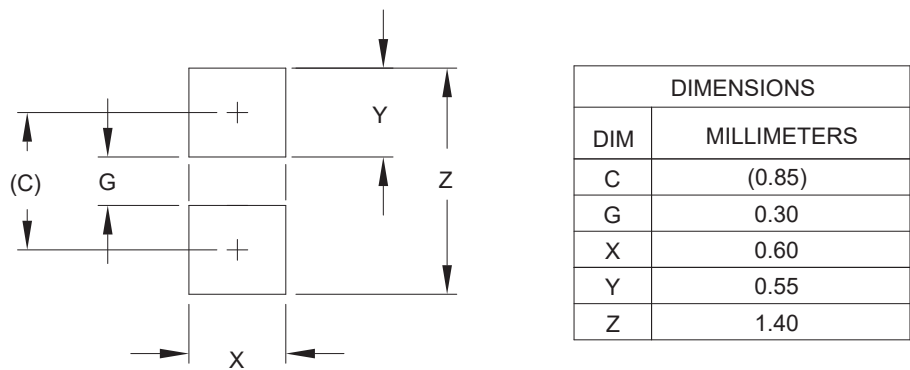 Y
(C)
G
Z
X
DIMENSIONS
DIM MILLIMETERS
C (0.85)
G 0.30
X 0.60
Y 0.55
Z 1.40